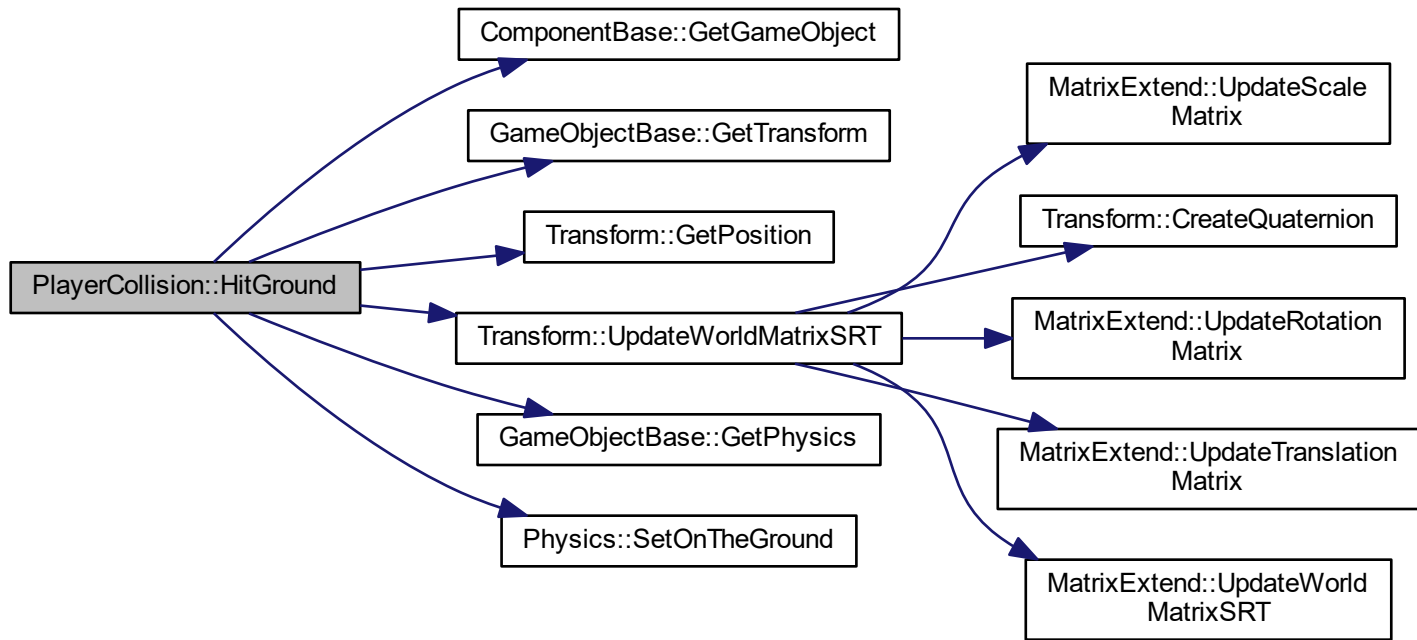 PlayerCollision::HitGround
ComponentBase::GetGameObject
GameObjectBase::GetTransform
Transform::GetPosition
Transform::UpdateWorldMatrixSRT
GameObjectBase::GetPhysics
Physics::SetOnTheGround
MatrixExtend::UpdateScale
Matrix
Transform::CreateQuaternion
MatrixExtend::UpdateRotation
Matrix
MatrixExtend::UpdateTranslation
Matrix
MatrixExtend::UpdateWorld
MatrixSRT